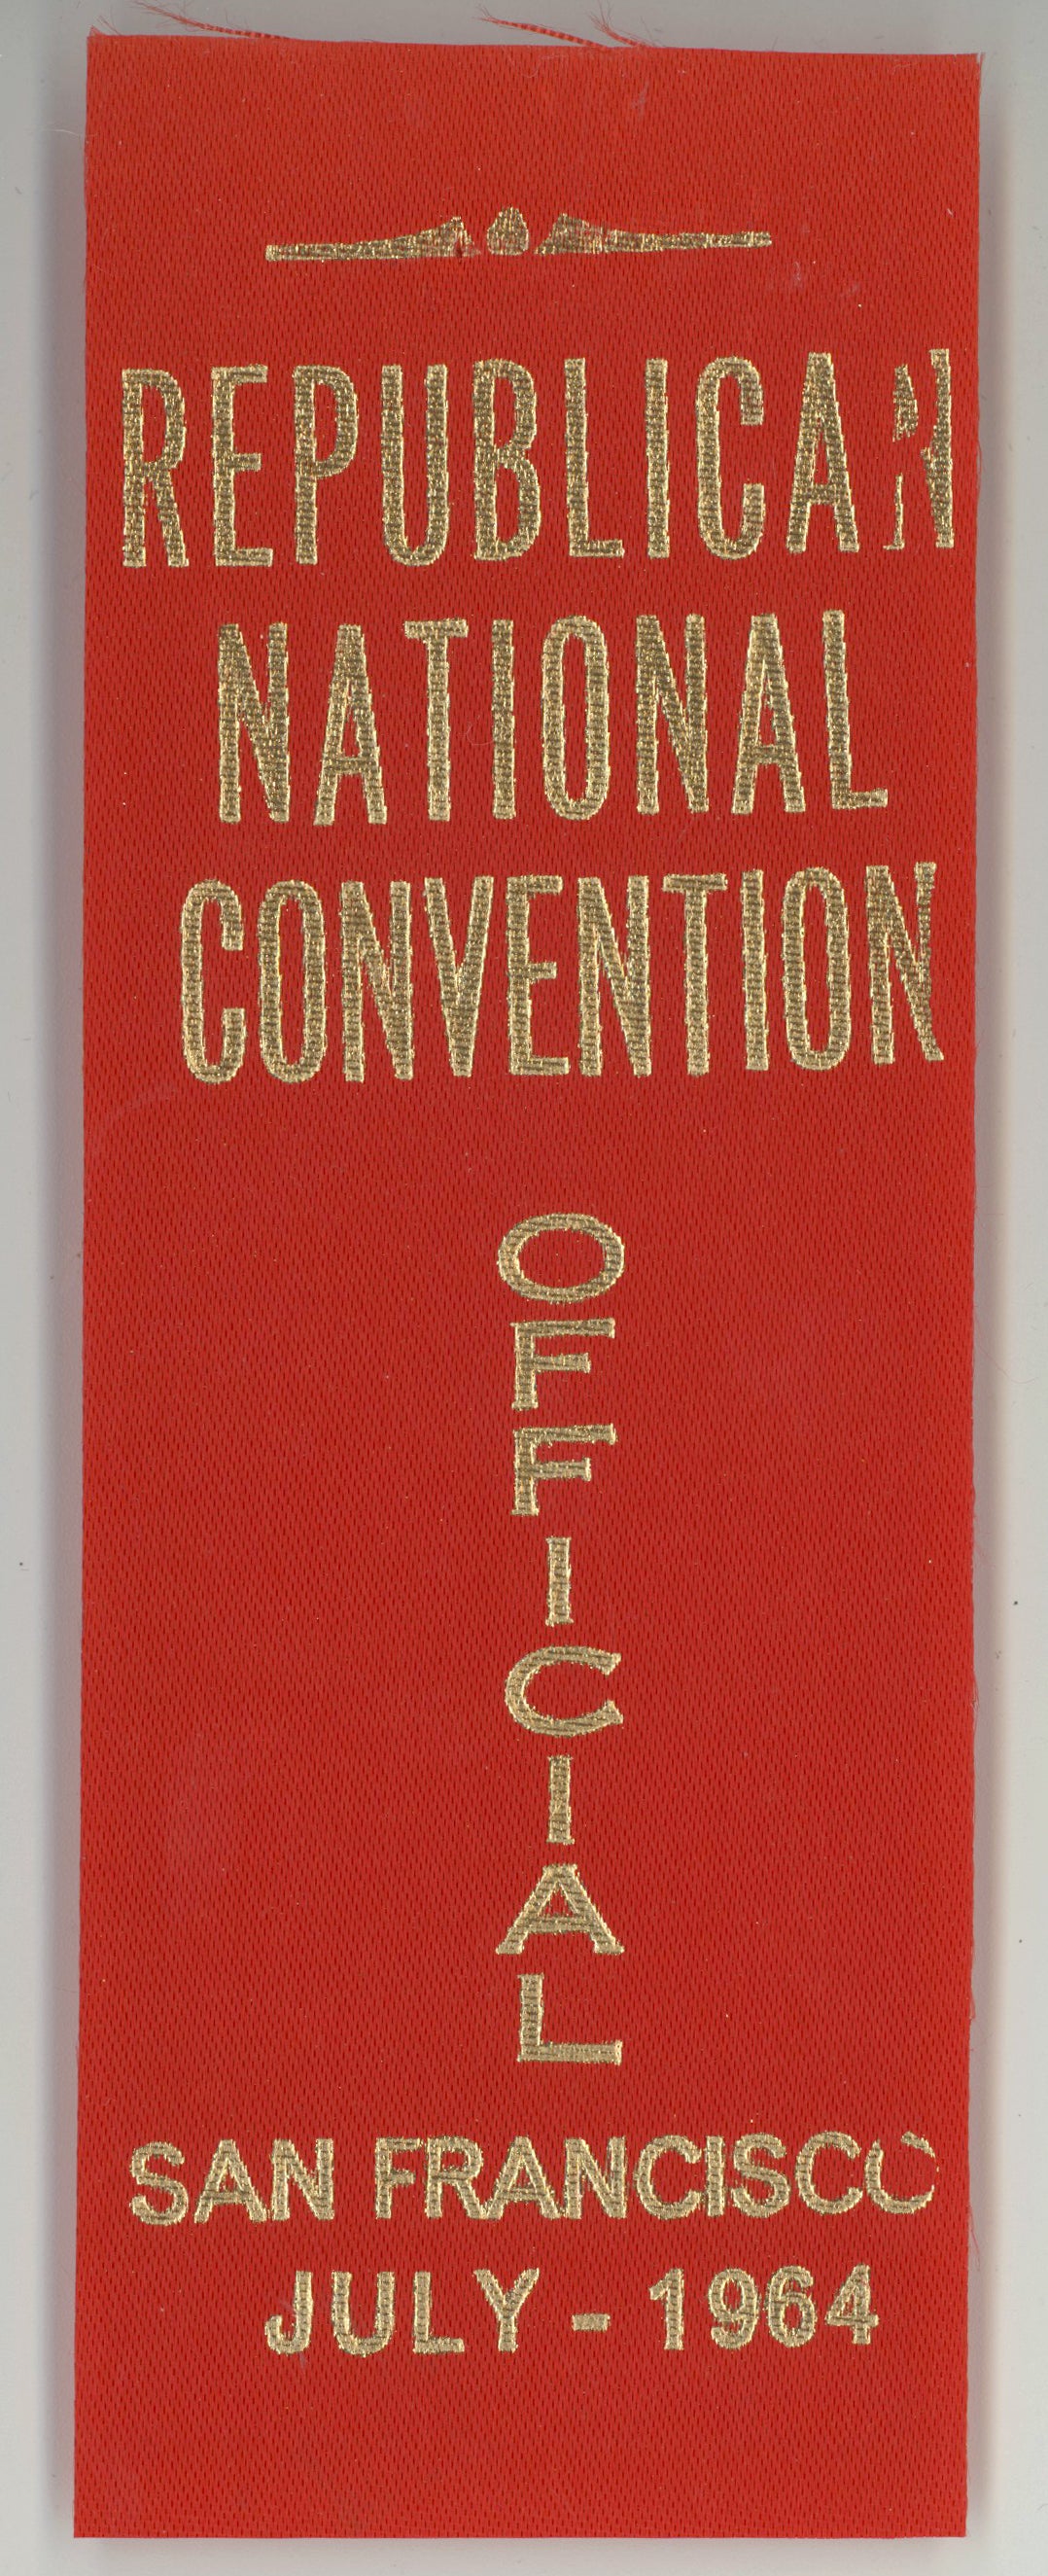 REPUBLICAN
NATIONAL
CONVENTION
OFFICIAL
SAN FRANCISCO
JULY - 1964